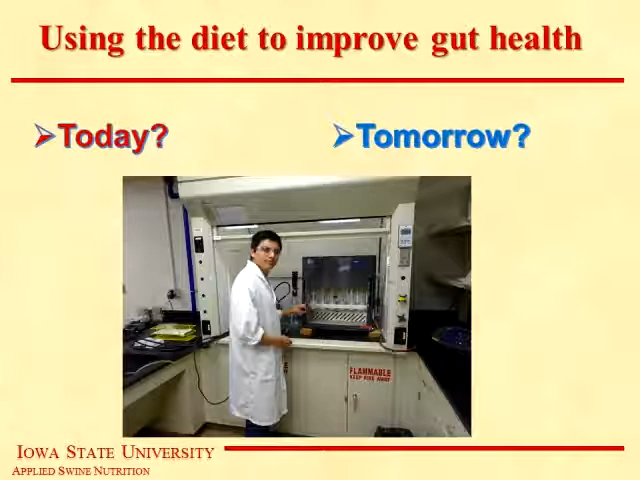 Using the diet to improve gut health
Today?
Tomorrow?
FLAMMABLE
KEEP FIRE AWAY
IOWA STATE UNIVERSITY
APPLIED SWINE NUTRITION